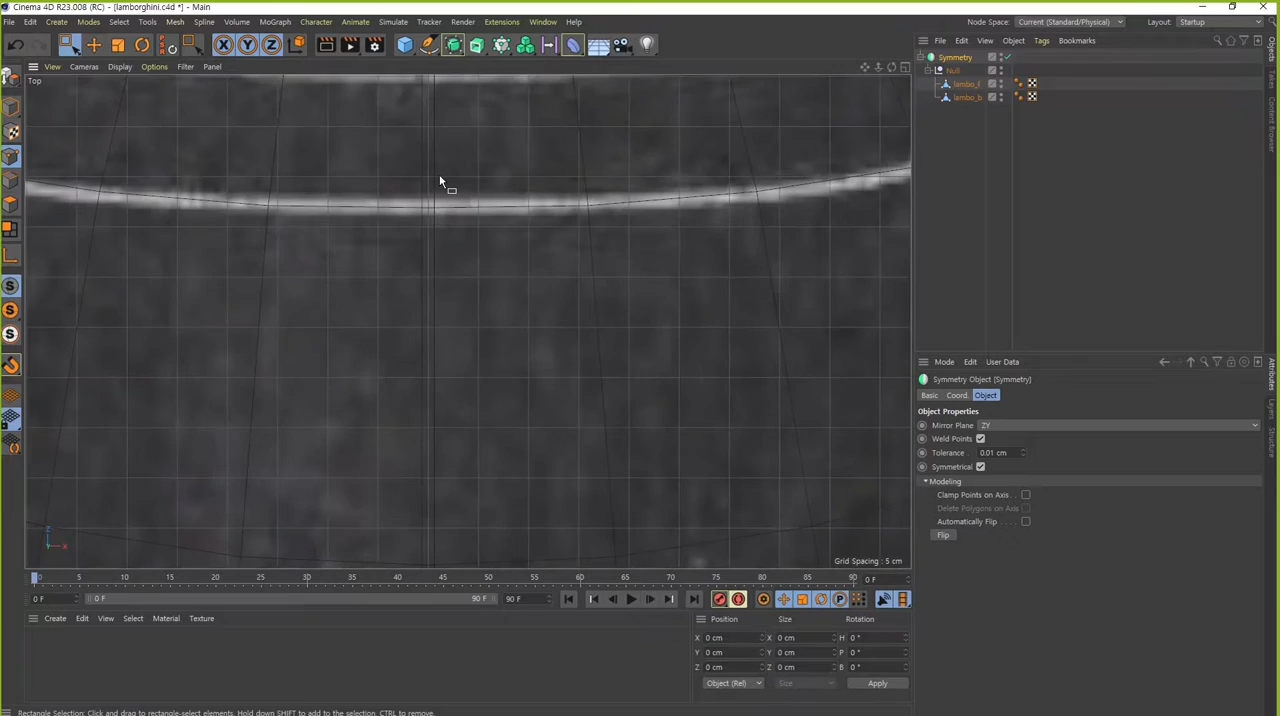 Cinema 4D R23.008 (RC) - [lamborghini.c4d *] - Main
File Edit Create Modes Select Tools Mesh Spline Volume MoGraph Character Animate Simulate Tracker Render Extensions Window Help
Node Space: Current (Standard/Physical) Layout: Startup
File Edit View Object Tags Bookmarks
View Cameras Display Options Filter Panel
Top
Symmetry
Null
lambo_f
lambo_b
Objects
Takes
Content Browser
Mode Edit User Data
Symmetry Object [Symmetry]
Basic Coord. Object
Object Properties
Mirror Plane ZY
Weld Points
Tolerance . 0.01 cm
Symmetrical
Modeling
Clamp Points on Axis . .
Delete Polygons on Axis
Automatically Flip . . . .
Flip
Attributes
Layers
Structure
X
Y
Z
S
S
S
Z
X
Grid Spacing : 5 cm
0 5 10 15 20 25 30 35 40 45 50 55 60 65 70 75 80 85 90 0 F
0 F 0 F 90 F 90 F
P
Create Edit View Select Material Texture
Position Size Rotation
X 0 cm X 0 cm H 0 °
Y 0 cm Y 0 cm P 0 °
Z 0 cm Z 0 cm B 0 °
Object (Rel) Size Apply
Rectangle Selection: Click and drag to rectangle-select elements. Hold down SHIFT to add to the selection, CTRL to remove.